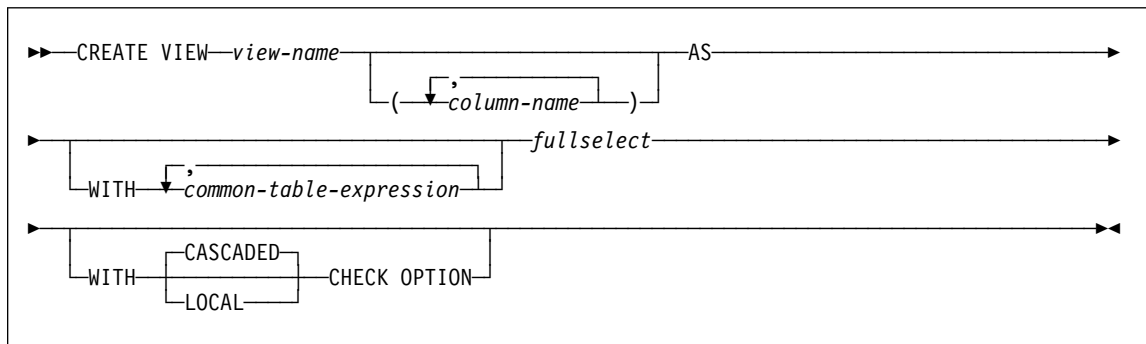 CREATE VIEW view-name AS
,
( column-name )
fullselect
,
WITH common-table-expression
CASCADED
WITH CHECK OPTION
LOCAL